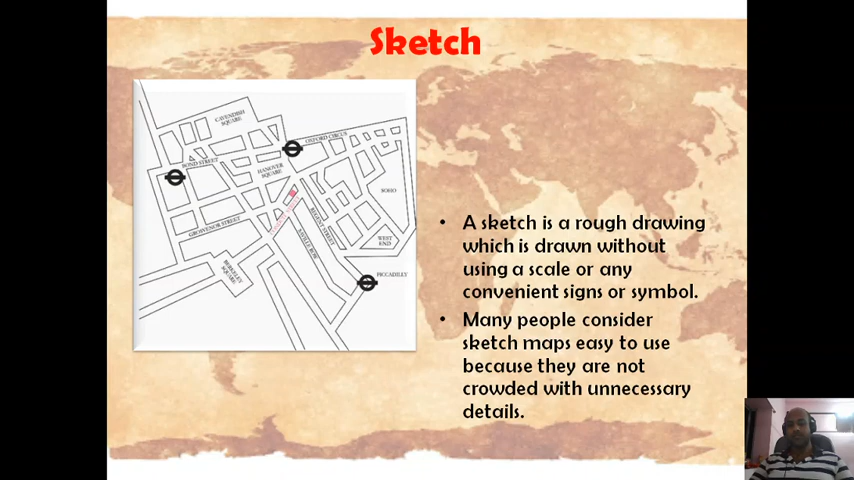 Sketch
CAVENDISH
SQUARE
OXFORD CIRCUS
BOND STREET
HANOVER
SQUARE
SOHO
GROSVENOR STREET
REGENT STREET
SAVILE ROW
WEST
END
BERKELEY
SQUARE
PICCADILEY
• A sketch is a rough drawing
which is drawn without
using a scale or any
convenient signs or symbol.
• Many people consider
sketch maps easy to use
because they are not
crowded with unnecessary
details.